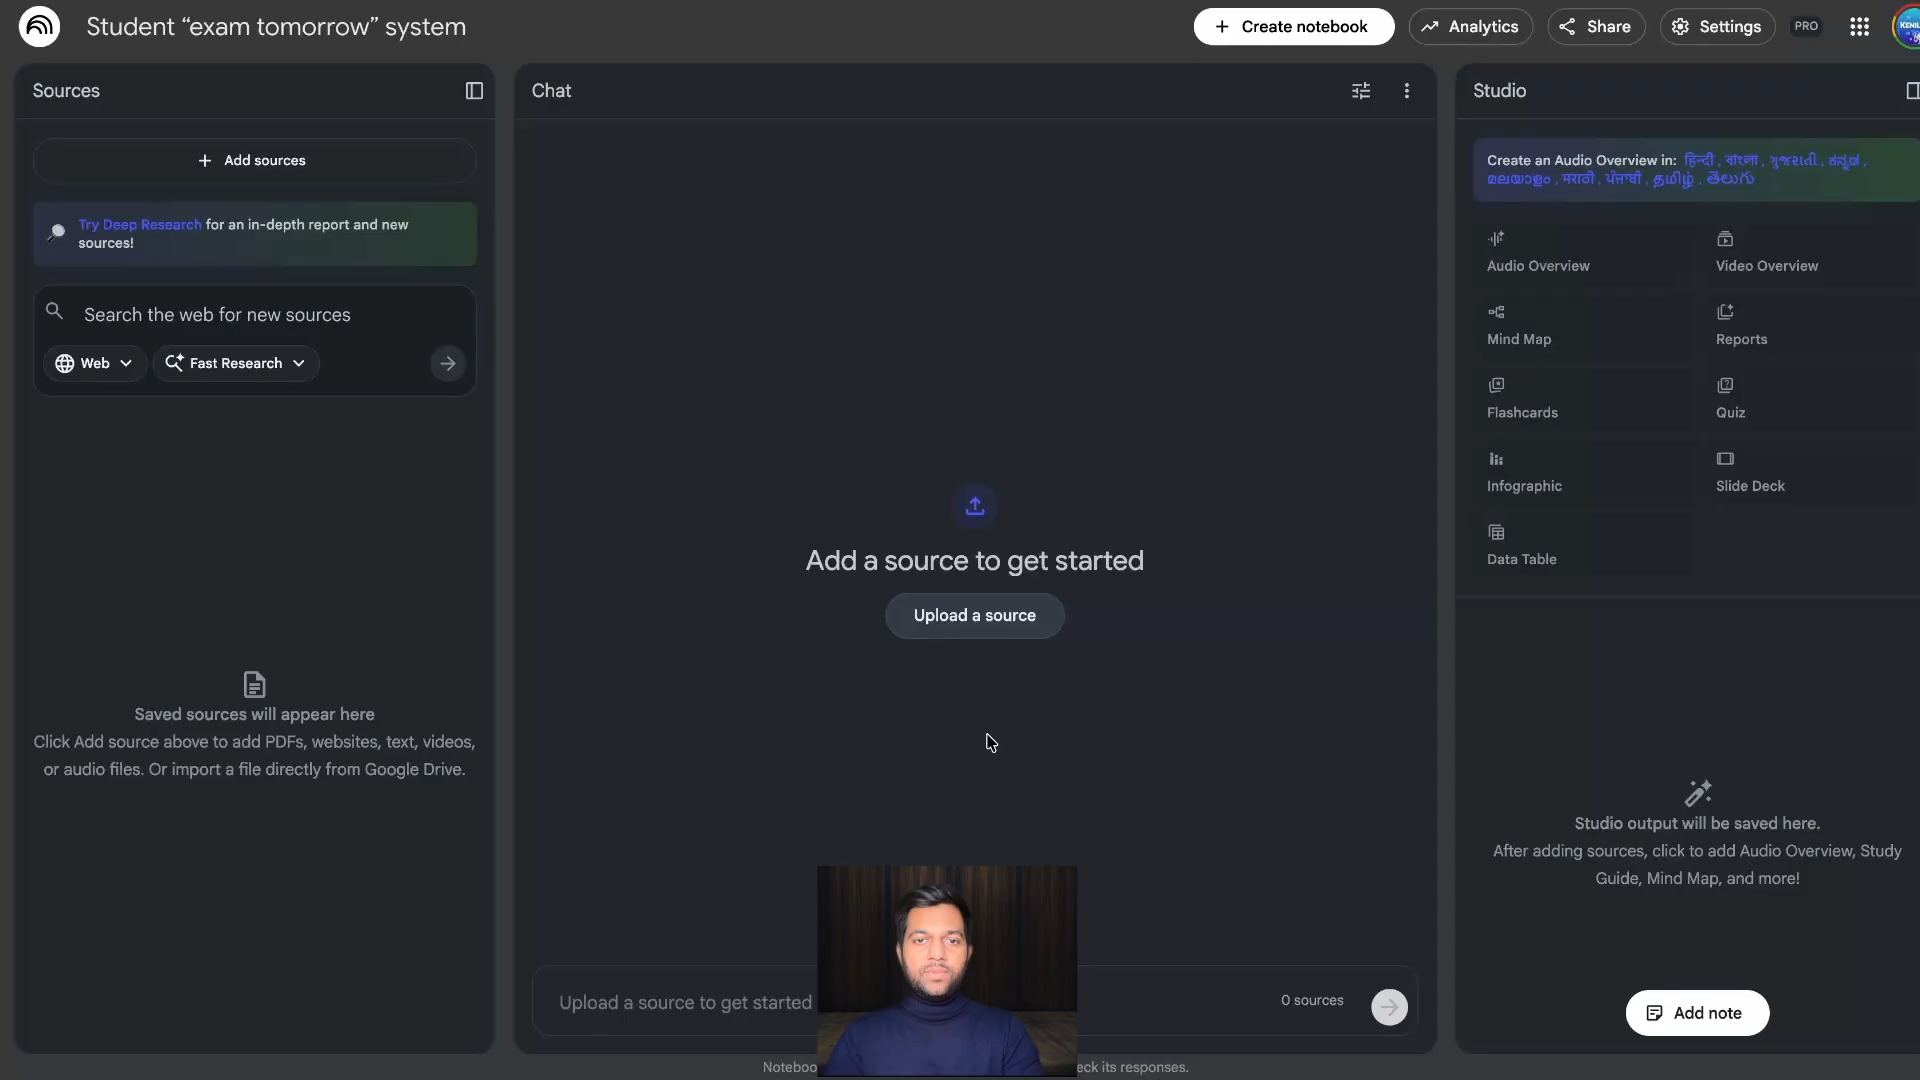 Student “exam tomorrow” system
Create notebook
Analytics
Share
Settings
PRO
Sources
Add sources
Try Deep Research for an in-depth report and new
sources!
Search the web for new sources
Web
Fast Research
Saved sources will appear here
Click Add source above to add PDFs, websites, text, videos,
or audio files. Or import a file directly from Google Drive.
Chat
Add a source to get started
Upload a source
Upload a source to get started
0 sources
its responses.
Studio
Create an Audio Overview in: हिन्दी , বাংলা , ગુજરાતી , ಕನ್ನಡ ,
മലയാളം , मराठी , ਪੰਜਾਬੀ , தமிழ் , తెలుగు
Audio Overview
Video Overview
Mind Map
Reports
Flashcards
Quiz
Infographic
Slide Deck
Data Table
Studio output will be saved here.
After adding sources, click to add Audio Overview, Study
Guide, Mind Map, and more!
Add note